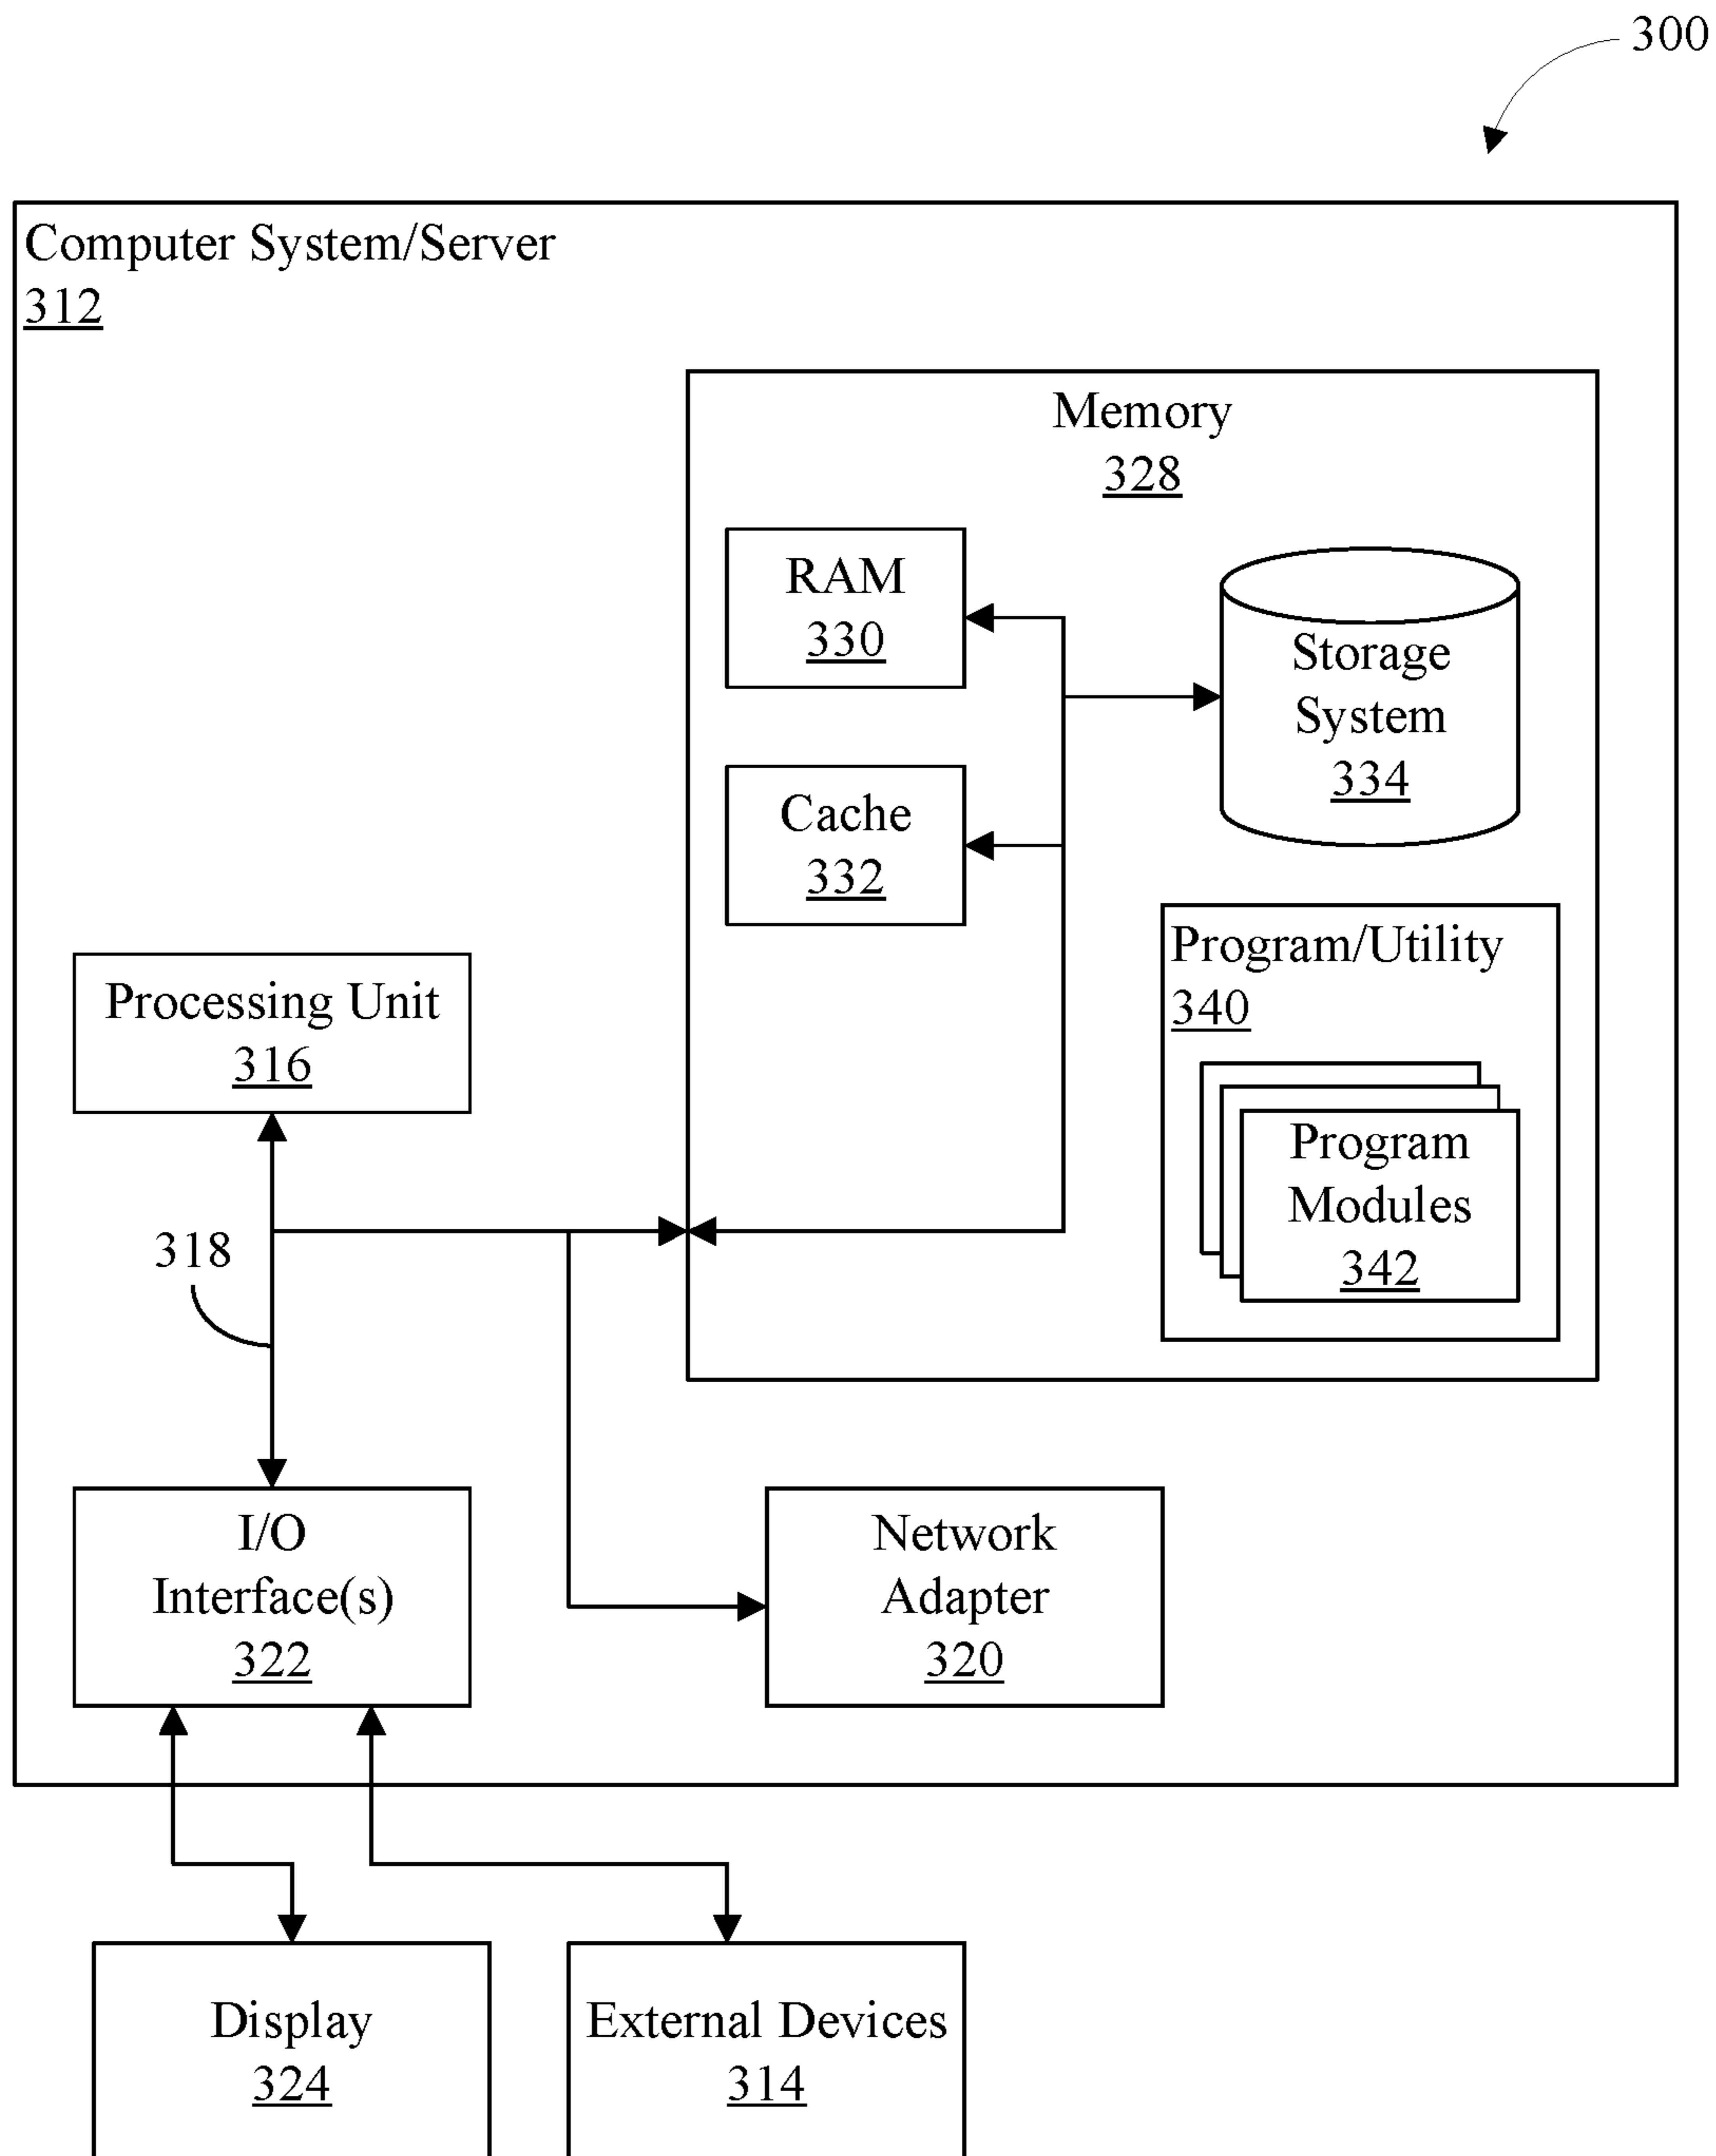 300
Computer System/Server
312
Memory
328
RAM
330
Storage
System
334
Cache
332
Program/Utility
340
Processing Unit
316
Program
Modules
342
318
I/O
Interface(s)
322
Network
Adapter
320
Display
324
External Devices
314